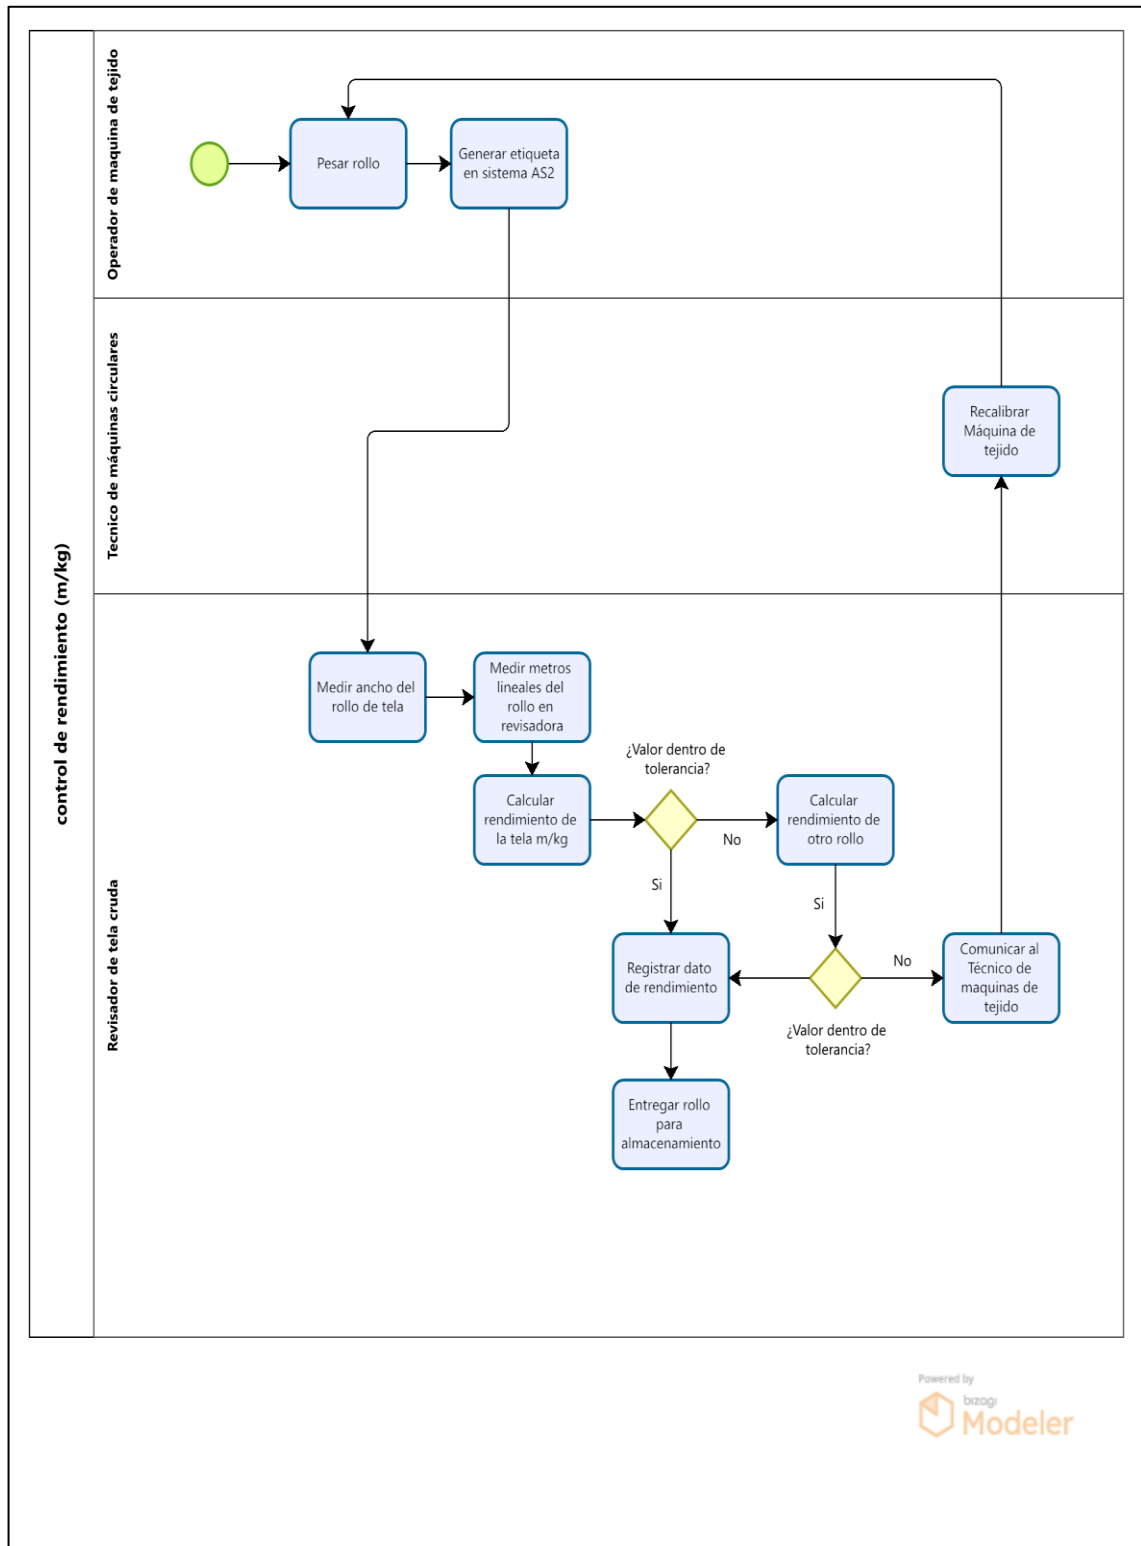 control de rendimiento (m/kg)
Operador de maquina de tejido
Pesar rollo
Generar etiqueta
en sistema AS2
Tecnico de máquinas circulares
Recalibrar
Máquina de
tejido
Revisador de tela cruda
Medir ancho del
rollo de tela
Medir metros
lineales del
rollo en
revisadora
¿Valor dentro de
tolerancia?
Calcular
rendimiento de
la tela m/kg
No
Calcular
rendimiento de
otro rollo
Si
Si
Registrar dato
de rendimiento
No
Comunicar al
Técnico de
maquinas de
tejido
¿Valor dentro de
tolerancia?
Entregar rollo
para
almacenamiento
Powered by
bizagi
Modeler